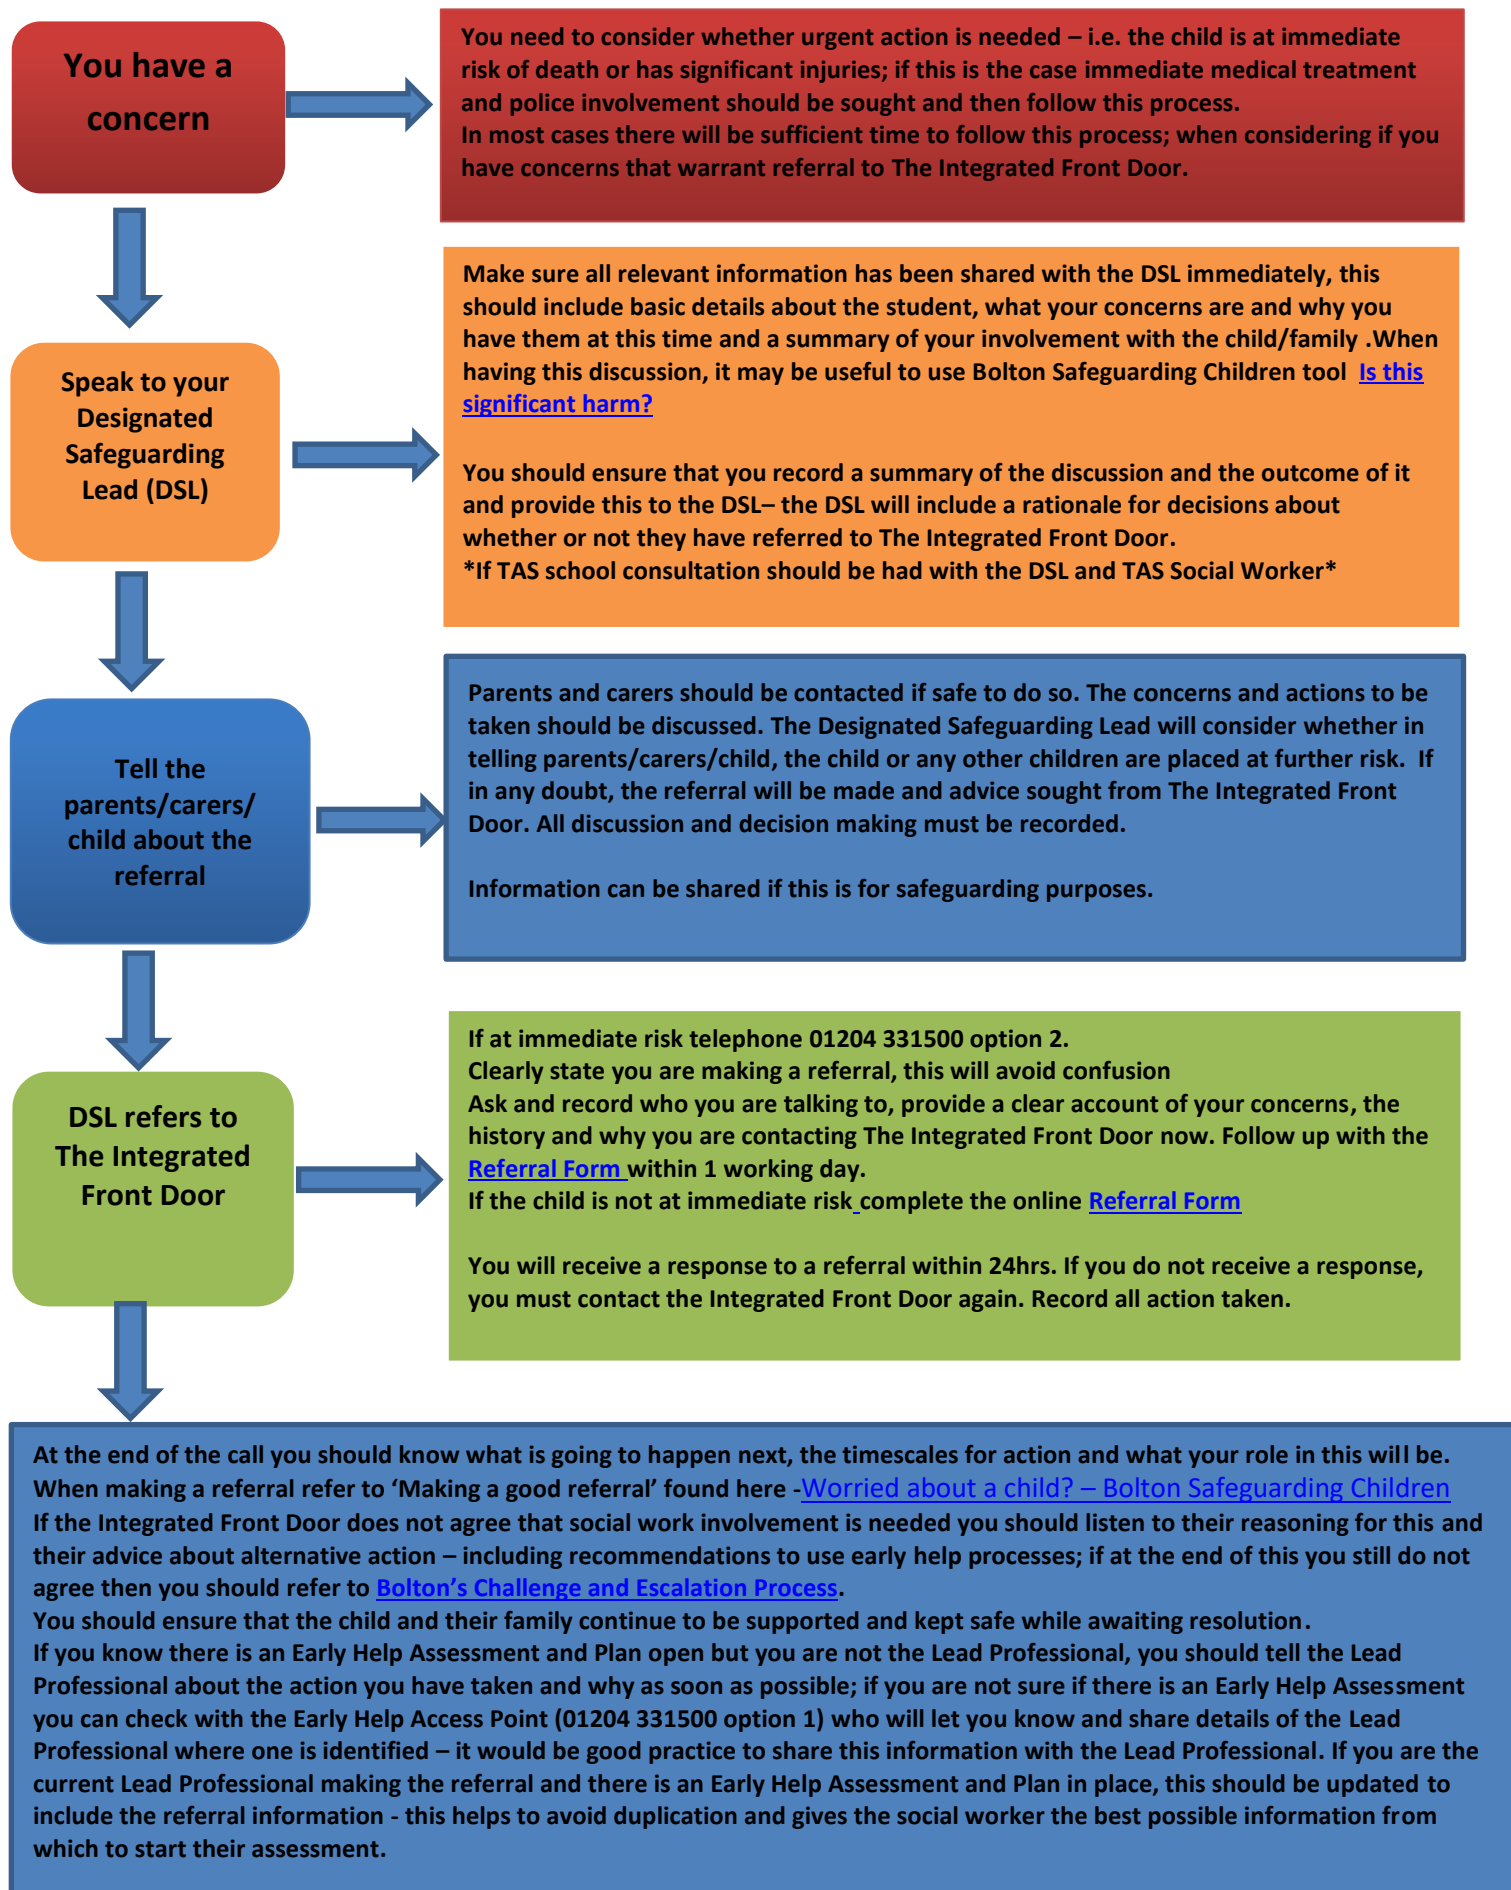 You have a
concern
You need to consider whether urgent action is needed – i.e. the child is at immediate
risk of death or has significant injuries; if this is the case immediate medical treatment
and police involvement should be sought and then follow this process.
In most cases there will be sufficient time to follow this process; when considering if you
have concerns that warrant referral to The Integrated Front Door.
Speak to your
Designated
Safeguarding
Lead (DSL)
Make sure all relevant information has been shared with the DSL immediately, this
should include basic details about the student, what your concerns are and why you
have them at this time and a summary of your involvement with the child/family .When
having this discussion, it may be useful to use Bolton Safeguarding Children tool Is this
significant harm?
You should ensure that you record a summary of the discussion and the outcome of it
and provide this to the DSL– the DSL will include a rationale for decisions about
whether or not they have referred to The Integrated Front Door.
*If TAS school consultation should be had with the DSL and TAS Social Worker*
Tell the
parents/carers/
child about the
referral
Parents and carers should be contacted if safe to do so. The concerns and actions to be
taken should be discussed. The Designated Safeguarding Lead will consider whether in
telling parents/carers/child, the child or any other children are placed at further risk. If
in any doubt, the referral will be made and advice sought from The Integrated Front
Door. All discussion and decision making must be recorded.
Information can be shared if this is for safeguarding purposes.
DSL refers to
The Integrated
Front Door
If at immediate risk telephone 01204 331500 option 2.
Clearly state you are making a referral, this will avoid confusion
Ask and record who you are talking to, provide a clear account of your concerns, the
history and why you are contacting The Integrated Front Door now. Follow up with the
Referral Form within 1 working day.
If the child is not at immediate risk complete the online Referral Form
You will receive a response to a referral within 24hrs. If you do not receive a response,
you must contact the Integrated Front Door again. Record all action taken.
At the end of the call you should know what is going to happen next, the timescales for action and what your role in this will be.
When making a referral refer to ‘Making a good referral’ found here -Worried about a child? – Bolton Safeguarding Children
If the Integrated Front Door does not agree that social work involvement is needed you should listen to their reasoning for this and
their advice about alternative action – including recommendations to use early help processes; if at the end of this you still do not
agree then you should refer to Bolton’s Challenge and Escalation Process.
You should ensure that the child and their family continue to be supported and kept safe while awaiting resolution.
If you know there is an Early Help Assessment and Plan open but you are not the Lead Professional, you should tell the Lead
Professional about the action you have taken and why as soon as possible; if you are not sure if there is an Early Help Assessment
you can check with the Early Help Access Point (01204 331500 option 1) who will let you know and share details of the Lead
Professional where one is identified – it would be good practice to share this information with the Lead Professional. If you are the
current Lead Professional making the referral and there is an Early Help Assessment and Plan in place, this should be updated to
include the referral information - this helps to avoid duplication and gives the social worker the best possible information from
which to start their assessment.